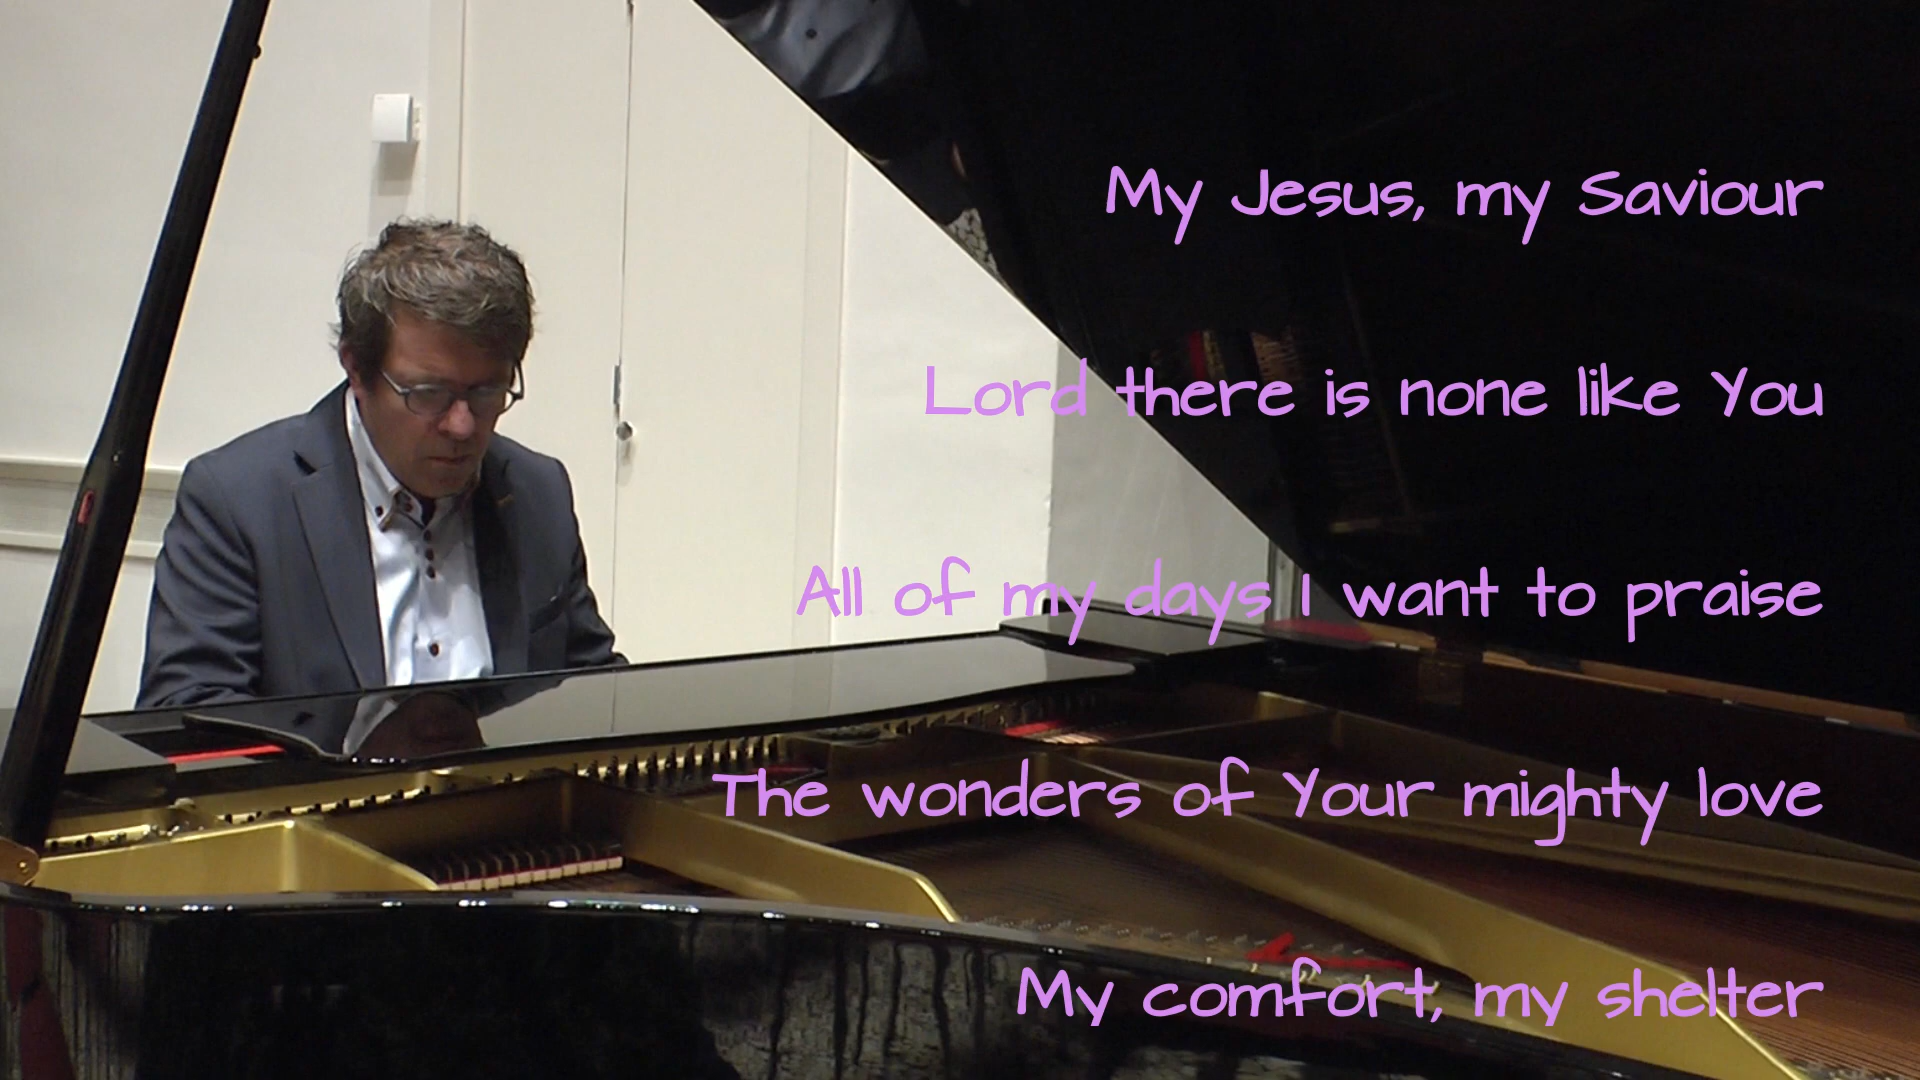 My Jesus, my Saviour
Lord there is none like You
All of my days I want to praise
The wonders of Your mighty love
My comfort, my shelter